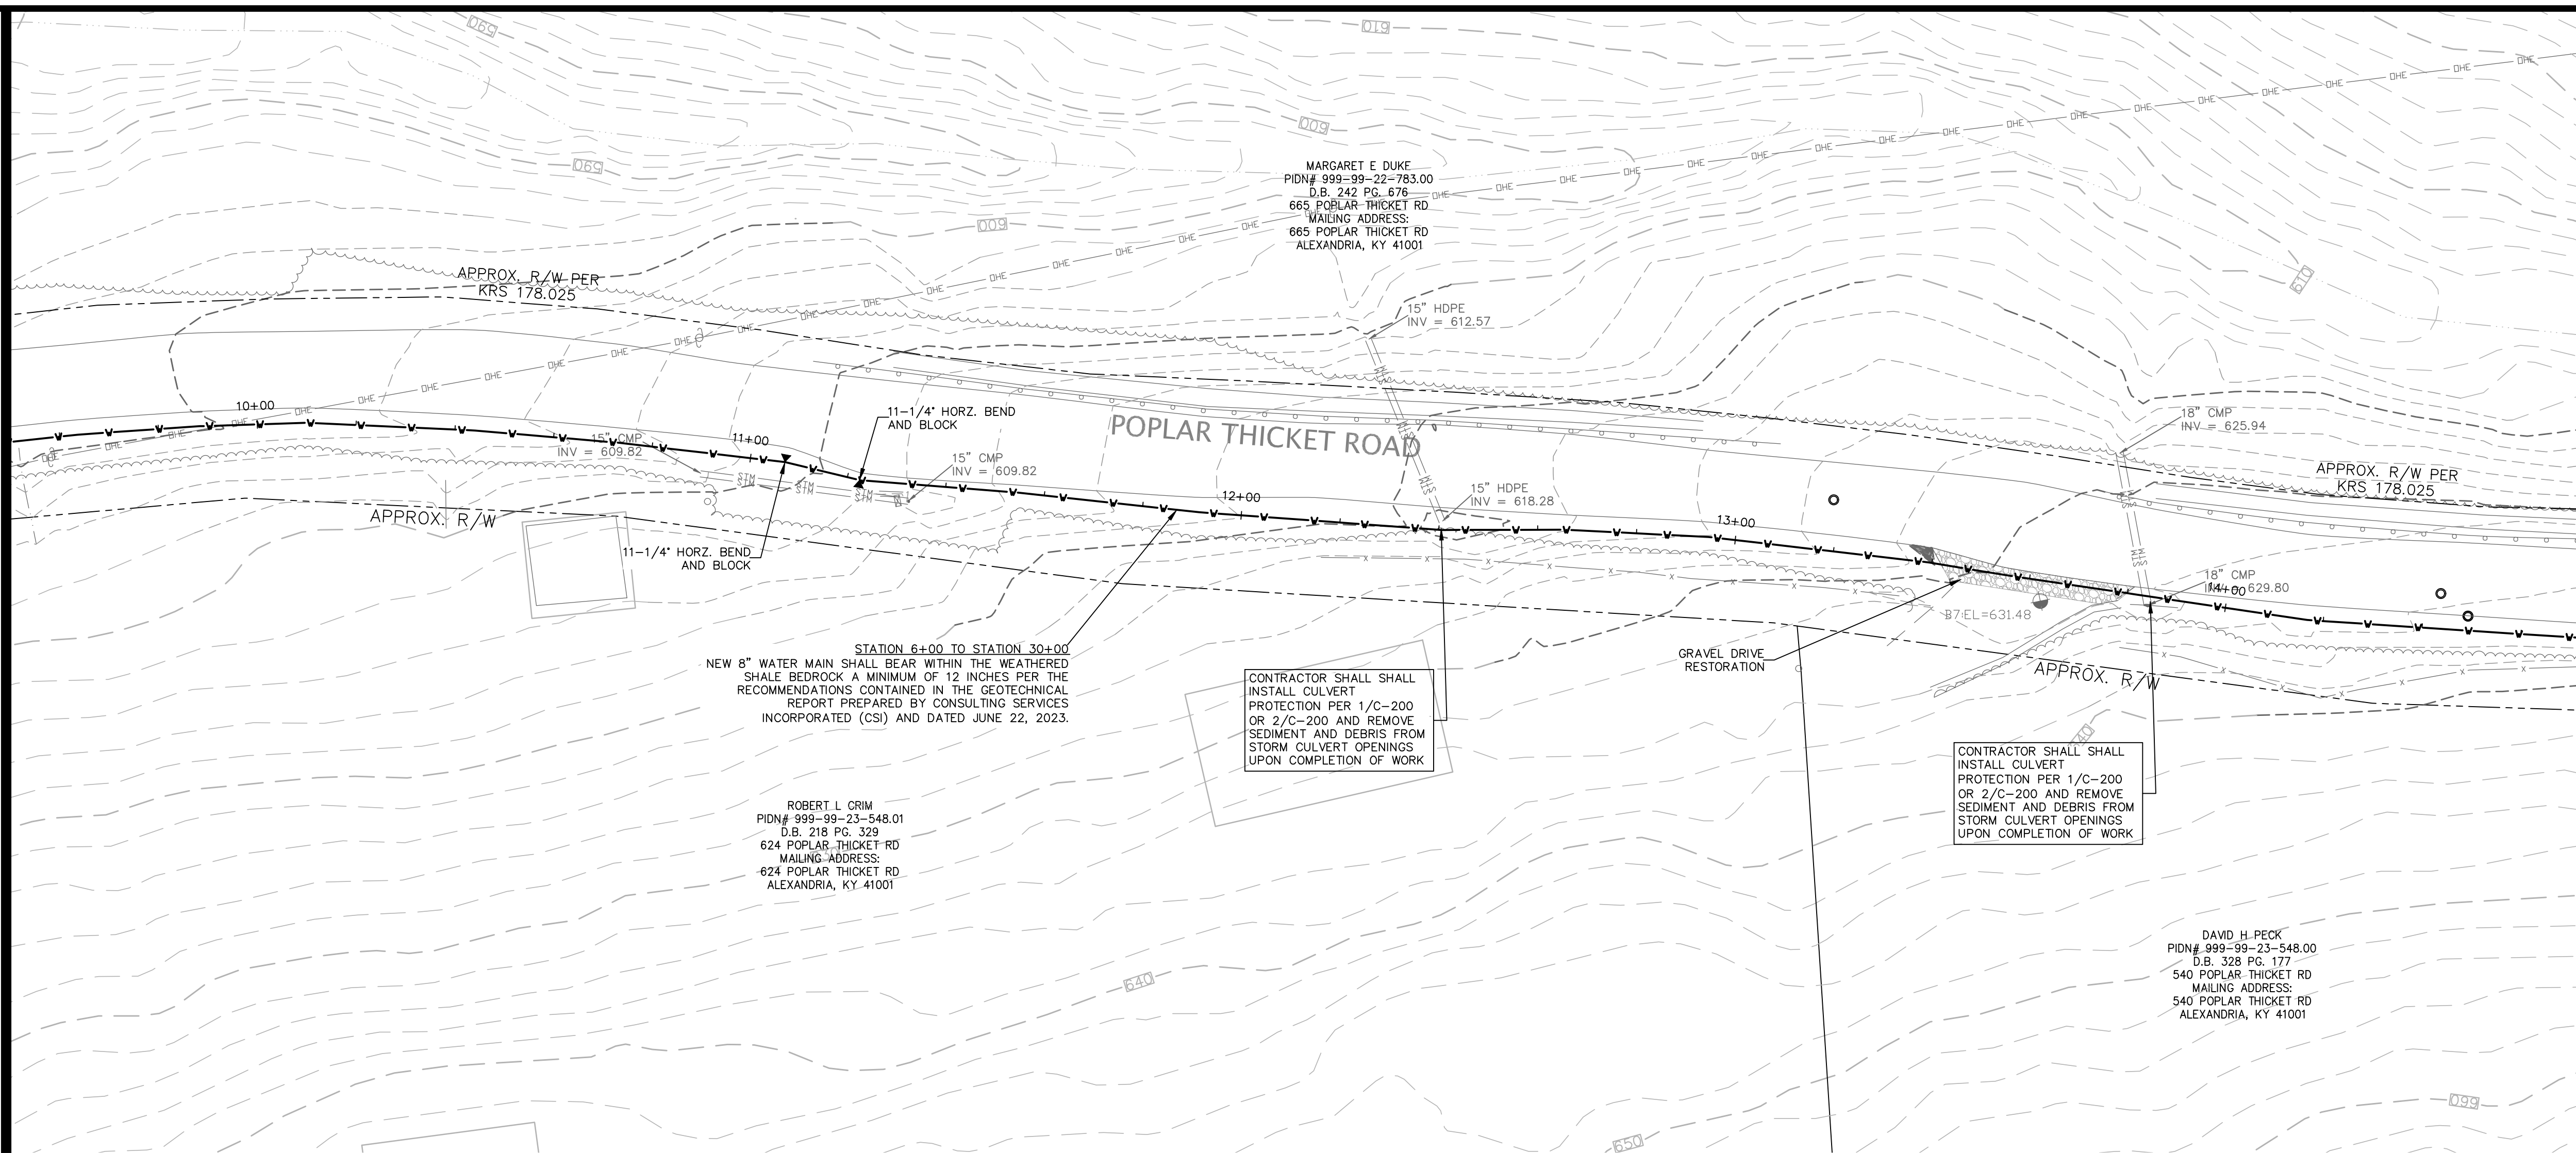 590
610
600
590
600
610
MARGARET E DUKE
PIDN# 999-99-22-783.00
D.B. 242 PG. 676
665 POPLAR THICKET RD
MAILING ADDRESS:
665 POPLAR THICKET RD
ALEXANDRIA, KY 41001
APPROX. R/W PER
KRS 178.025
15" HDPE
INV = 612.57
10+00
11+00
12+00
13+00
14+00
15" CMP
INV = 609.82
11-1/4° HORZ. BEND
AND BLOCK
15" CMP
INV = 609.82
POPLAR THICKET ROAD
15" HDPE
INV = 618.28
18" CMP
INV = 625.94
APPROX. R/W PER
KRS 178.025
APPROX. R/W
11-1/4° HORZ. BEND
AND BLOCK
18" CMP
INV = 629.80
B7:EL=631.48
STATION 6+00 TO STATION 30+00
NEW 8" WATER MAIN SHALL BEAR WITHIN THE WEATHERED
SHALE BEDROCK A MINIMUM OF 12 INCHES PER THE
RECOMMENDATIONS CONTAINED IN THE GEOTECHNICAL
REPORT PREPARED BY CONSULTING SERVICES
INCORPORATED (CSI) AND DATED JUNE 22, 2023.
GRAVEL DRIVE
RESTORATION
APPROX. R/W
CONTRACTOR SHALL SHALL
INSTALL CULVERT
PROTECTION PER 1/C-200
OR 2/C-200 AND REMOVE
SEDIMENT AND DEBRIS FROM
STORM CULVERT OPENINGS
UPON COMPLETION OF WORK
CONTRACTOR SHALL SHALL
INSTALL CULVERT
PROTECTION PER 1/C-200
OR 2/C-200 AND REMOVE
SEDIMENT AND DEBRIS FROM
STORM CULVERT OPENINGS
UPON COMPLETION OF WORK
ROBERT L CRIM
PIDN# 999-99-23-548.01
D.B. 218 PG. 329
624 POPLAR THICKET RD
MAILING ADDRESS:
624 POPLAR THICKET RD
ALEXANDRIA, KY 41001
630
640
640
DAVID H PECK
PIDN# 999-99-23-548.00
D.B. 328 PG. 177
540 POPLAR THICKET RD
MAILING ADDRESS:
540 POPLAR THICKET RD
ALEXANDRIA, KY 41001
650
660